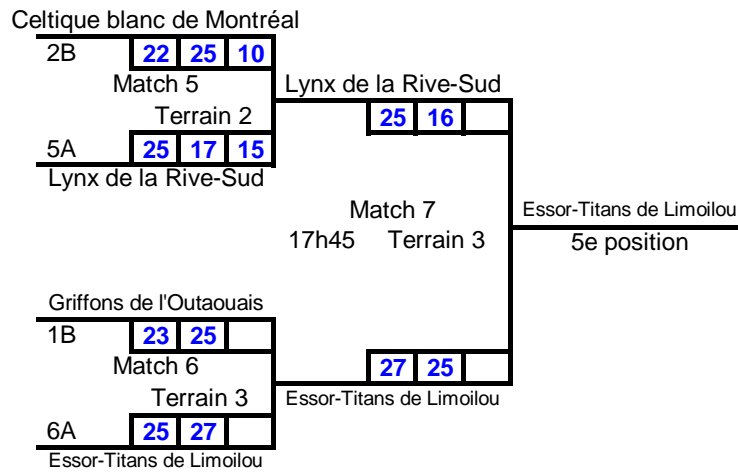 Celtique blanc de Montréal
2B 22 25 10
Match 5
Lynx de la Rive-Sud
Terrain 2
25 16
5A 25 17 15
Lynx de la Rive-Sud
Match 7
Essor-Titans de Limoilou
17h45 Terrain 3
5e position
Griffons de l'Outaouais
1B 23 25
Match 6
27 25
Terrain 3
Essor-Titans de Limoilou
6A 25 27
Essor-Titans de Limoilou